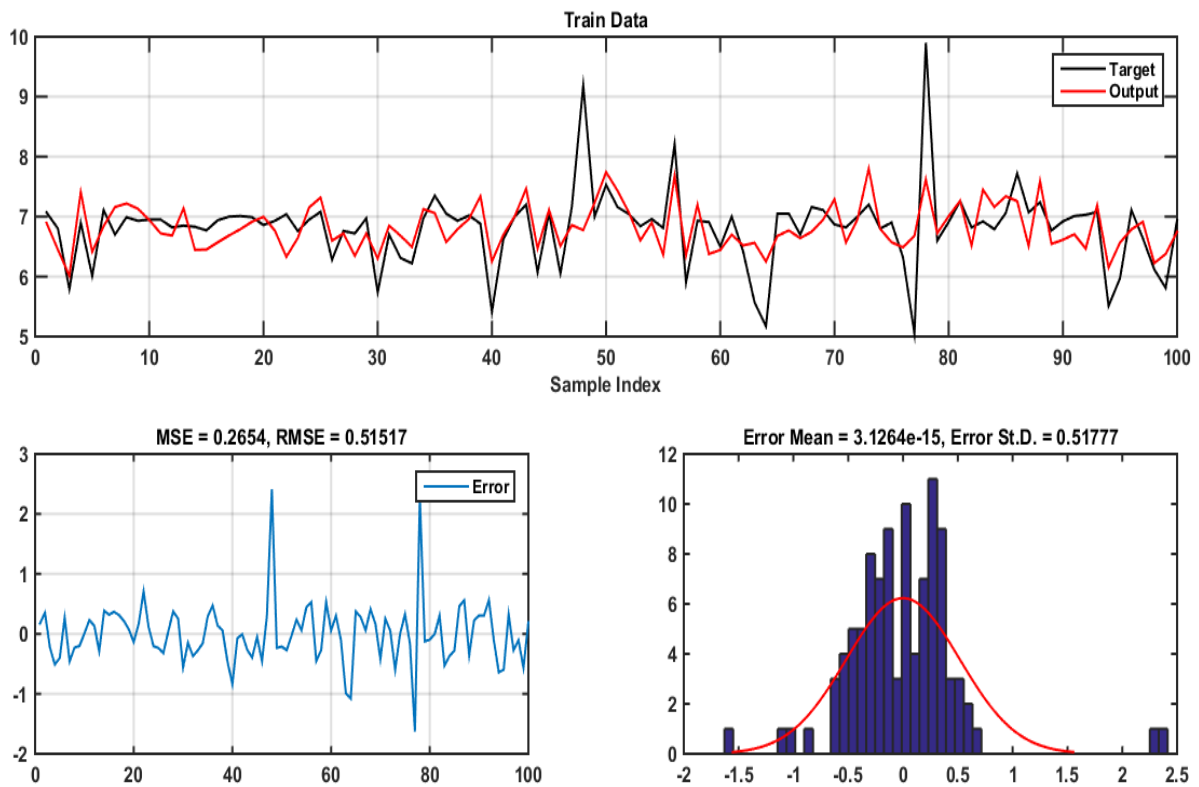 Train Data
10
9
8
7
6
5
Target
Output
0 10 20 30 40 50 60 70 80 90 100
Sample Index
MSE = 0.2654, RMSE = 0.51517
3
2
1
0
-1
-2
Error
0 20 40 60 80 100
Error Mean = 3.1264e-15, Error St.D. = 0.51777
12
10
8
6
4
2
0
-2 -1.5 -1 -0.5 0 0.5 1 1.5 2 2.5